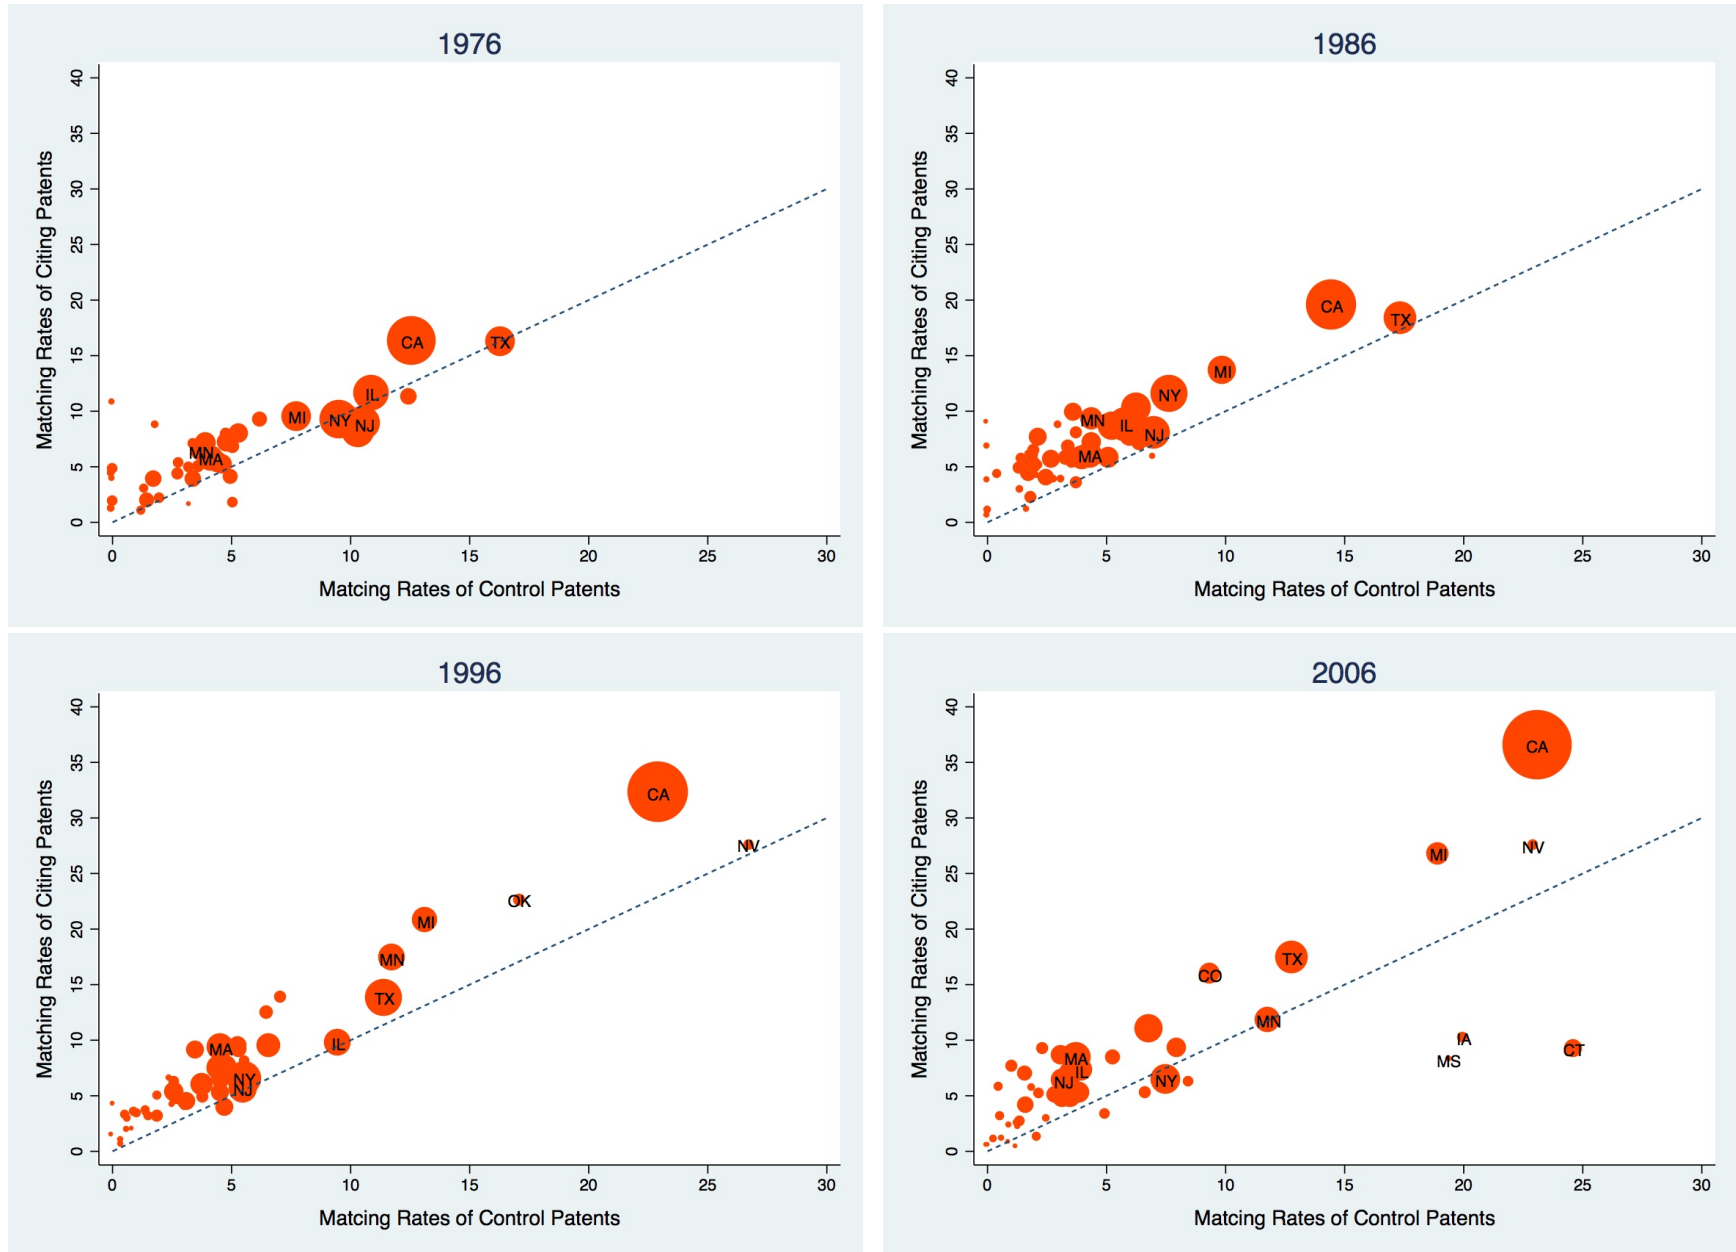 1976
Matching Rates of Citing Patents
40
35
30
25
20
15
10
5
0
CA
TX
IL
MI
NY
NJ
MN
MA
0 5 10 15 20 25 30
Matcing Rates of Control Patents
1986
Matching Rates of Citing Patents
40
35
30
25
20
15
10
5
0
CA
TX
MI
NY
MN
IL
NJ
MA
0 5 10 15 20 25 30
Matcing Rates of Control Patents
1996
Matching Rates of Citing Patents
40
35
30
25
20
15
10
5
0
CA
NV
OK
MI
MN
TX
IL
MA
NY
NJ
0 5 10 15 20 25 30
Matcing Rates of Control Patents
2006
Matching Rates of Citing Patents
40
35
30
25
20
15
10
5
0
CA
NV
MI
TX
CO
MN
IA
CT
MS
MA
IL
NJ
NY
0 5 10 15 20 25 30
Matcing Rates of Control Patents